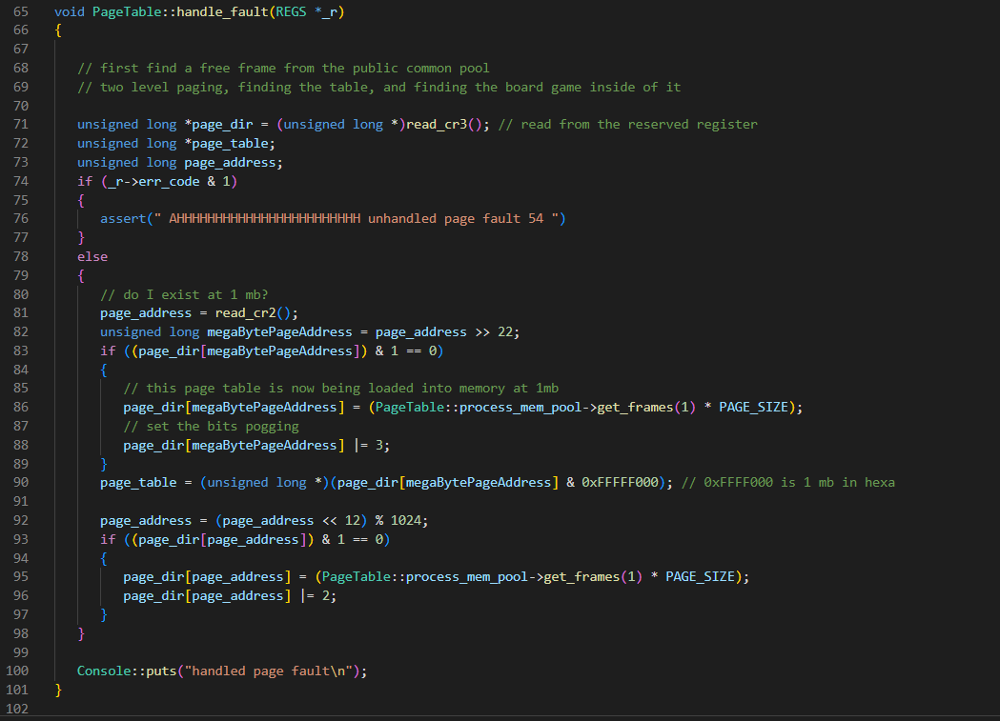 65 void PageTable::handle_fault(REGS *_r)
66 {
67
68 // first find a free frame from the public common pool
69 // two level paging, finding the table, and finding the board game inside of it
70
71 unsigned long *page_dir = (unsigned long *)read_cr3(); // read from the reserved register
72 unsigned long *page_table;
73 unsigned long page_address;
74 if (_r->err_code & 1)
75 {
76 assert(" AHHHHHHHHHHHHHHHHHHHHHHHH unhandled page fault 54 ")
77 }
78 else
79 {
80 // do I exist at 1 mb?
81 page_address = read_cr2();
82 unsigned long megaBytePageAddress = page_address >> 22;
83 if ((page_dir[megaBytePageAddress]) & 1 == 0)
84 {
85 // this page table is now being loaded into memory at 1mb
86 page_dir[megaBytePageAddress] = (PageTable::process_mem_pool->get_frames(1) * PAGE_SIZE);
87 // set the bits pogging
88 page_dir[megaBytePageAddress] |= 3;
89 }
90 page_table = (unsigned long *)(page_dir[megaBytePageAddress] & 0xFFFFF000); // 0xFFFF000 is 1 mb in hexa
91
92 page_address = (page_address << 12) % 1024;
93 if ((page_dir[page_address]) & 1 == 0)
94 {
95 page_dir[page_address] = (PageTable::process_mem_pool->get_frames(1) * PAGE_SIZE);
96 page_dir[page_address] |= 2;
97 }
98 }
99
100 Console::puts("handled page fault\n");
101 }
102